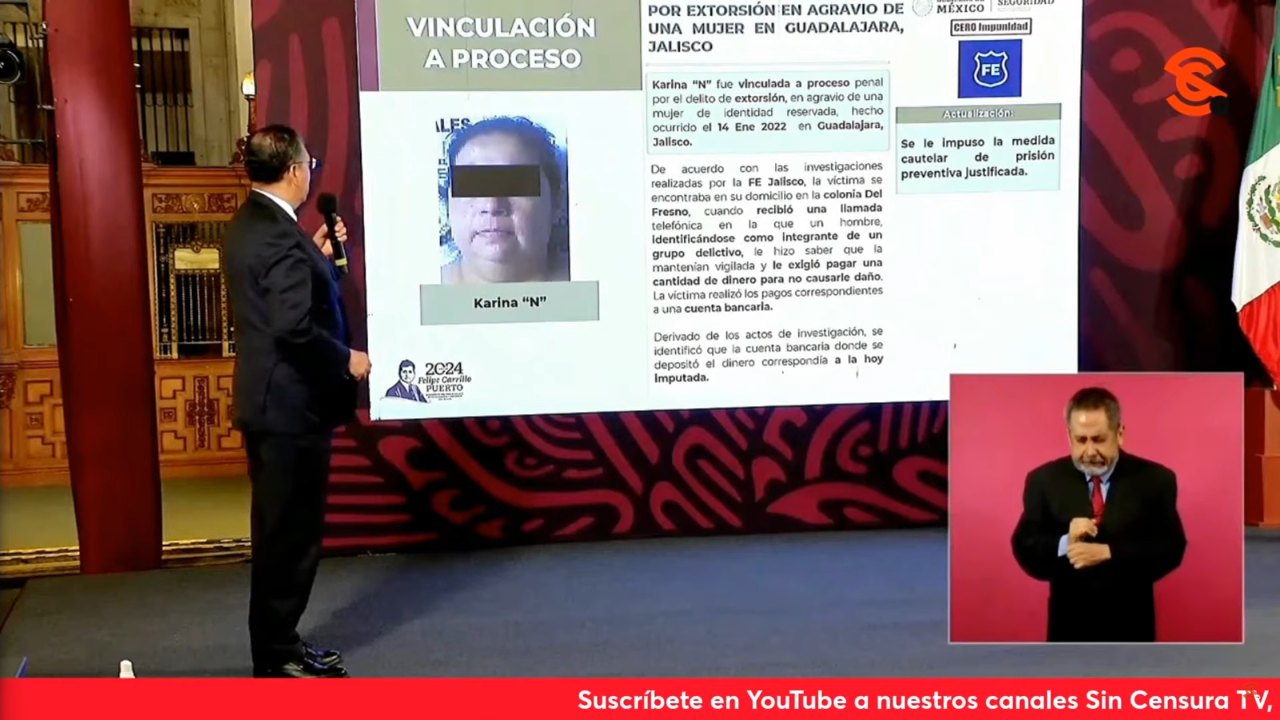 VINCULACIÓN
A PROCESO
POR EXTORSIÓN EN AGRAVIO DE
UNA MUJER EN GUADALAJARA,
JALISCO
MÉXICO
SEGURIDAD
CERO Impunidad
FE
Karina “N” fue vinculada a proceso penal
por el delito de extorsión, en agravio de una
mujer de identidad reservada, hecho
ocurrido el 14 Ene 2022 en Guadalajara,
Jalisco.
Actualización:
Se le impuso la medida
cautelar de prisión
preventiva justificada.
De acuerdo con las investigaciones
realizadas por la FE Jalisco, la víctima se
encontraba en su domicilio en la colonia Del
Fresno, cuando recibió una llamada
telefónica en la que un hombre,
identificándose como integrante de un
grupo delictivo, le hizo saber que la
mantenían vigilada y le exigió pagar una
cantidad de dinero para no causarle daño.
La víctima realizó los pagos correspondientes
a una cuenta bancaria.
Derivado de los actos de investigación, se
identificó que la cuenta bancaria donde se
depositó el dinero correspondía a la hoy
imputada.
ALES
Karina “N”
2024
Felipe Carrillo
PUERTO
Suscríbete en YouTube a nuestros canales Sin Censura TV,